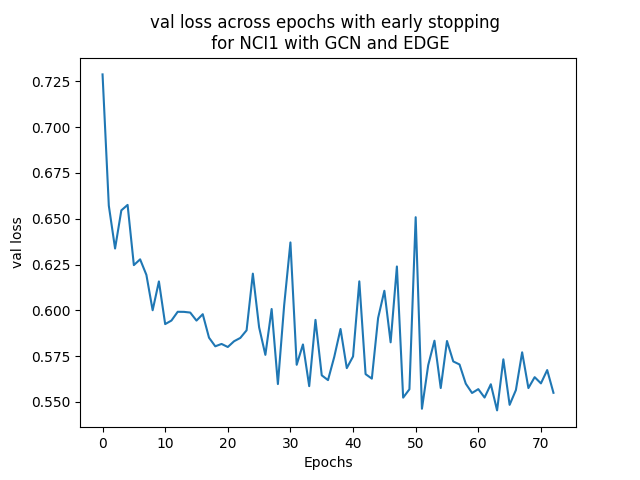 val loss across epochs with early stopping
for NCI1 with GCN and EDGE
0.725
0.700
0.675
0.650
0.625
0.600
0.575
0.550
val loss
0 10 20 30 40 50 60 70
Epochs